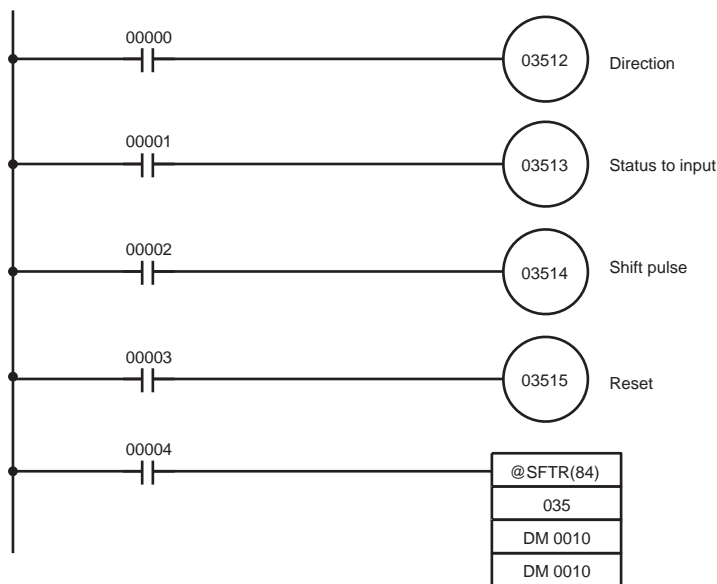 00000
03512 Direction
00001
03513 Status to input
00002
03514 Shift pulse
00003
03515 Reset
00004
@SFTR(84)
035
DM 0010
DM 0010